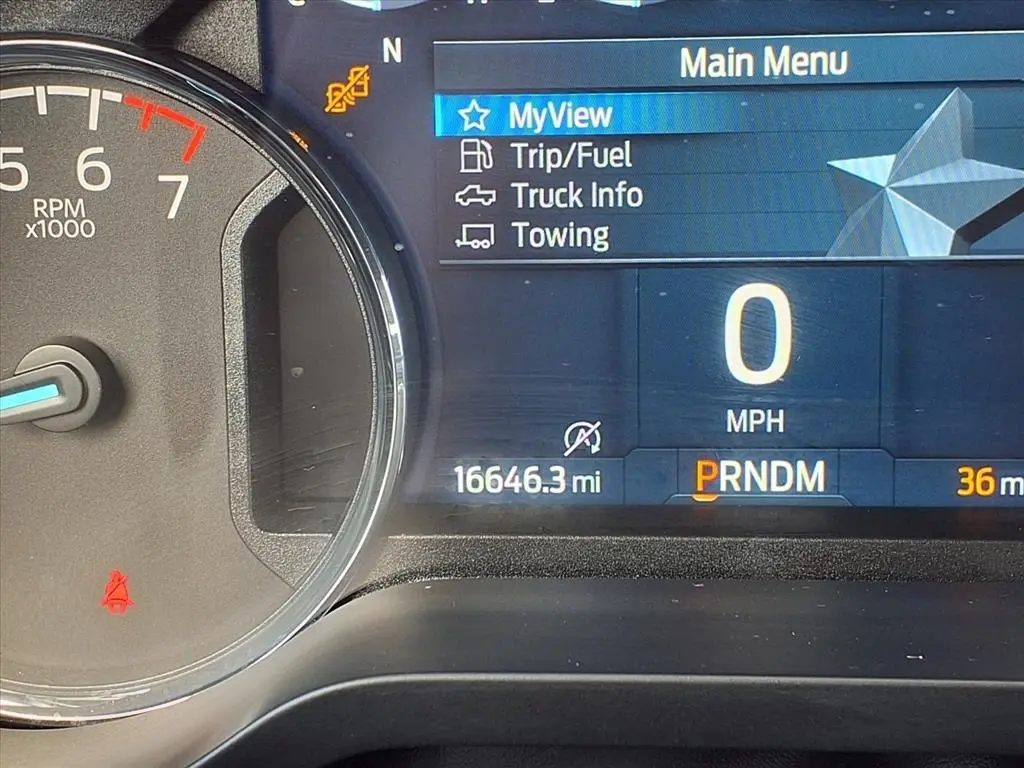 N
Main Menu
MyView
Trip/Fuel
Truck Info
Towing
5 6 7
RPM
x1000
0
MPH
A
16646.3 mi
PRNDM
36 m